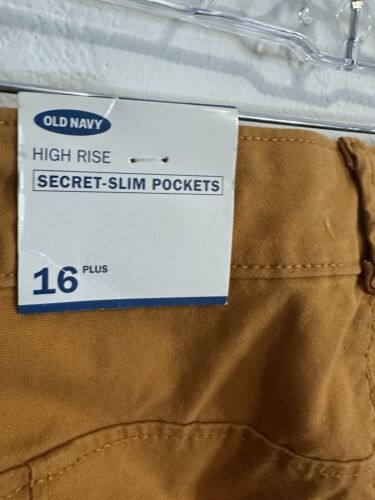 OLD NAVY
HIGH RISE
SECRET-SLIM POCKETS
16 PLUS